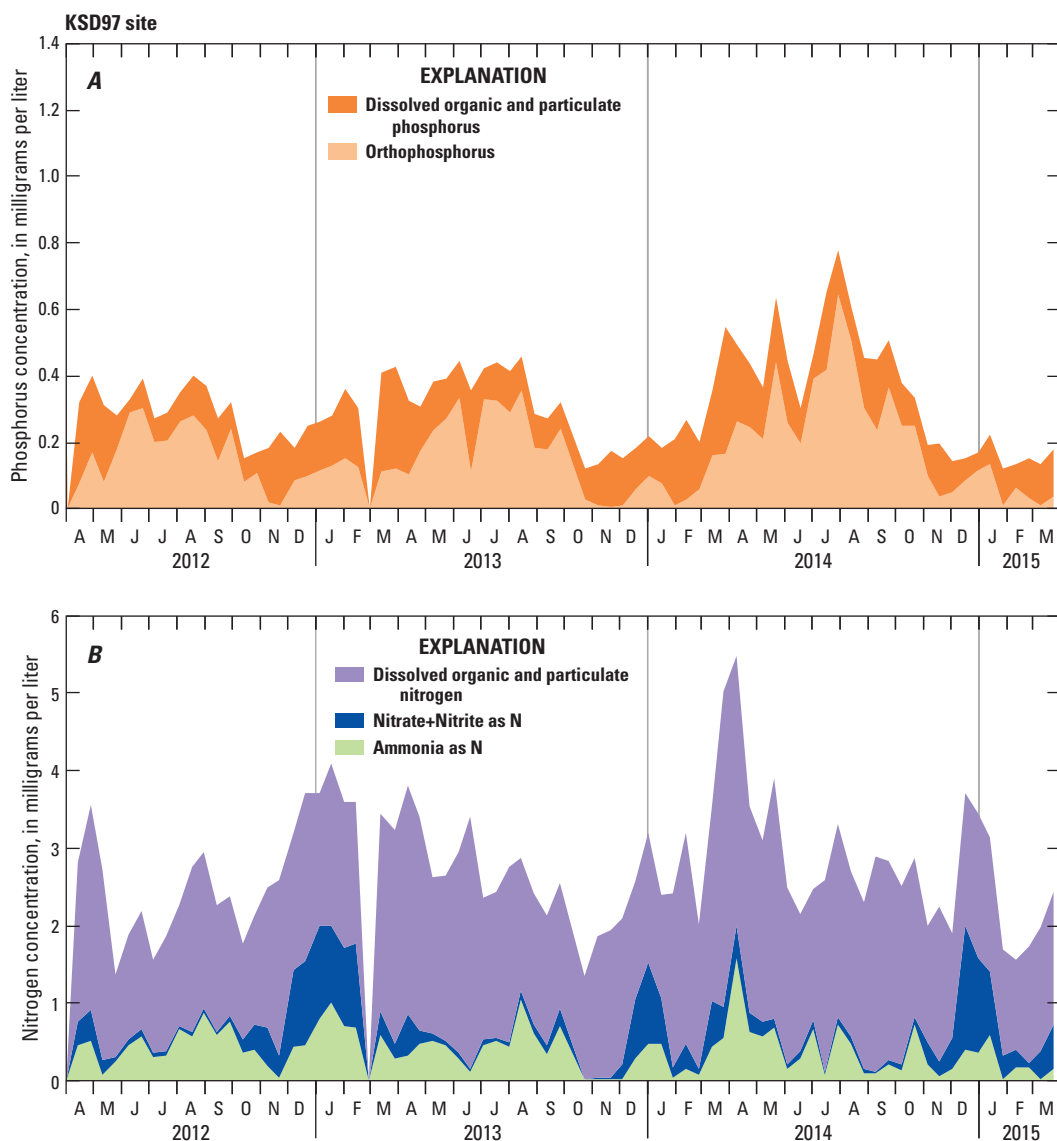 KSD97 site
1.4
A
EXPLANATION
Dissolved organic and particulate
phosphorus
Orthophosphorus
1.2
1.0
0.8
0.6
0.4
0.2
0
Phosphorus concentration, in milligrams per liter
A M J J A S O N D J F M A M J J A S O N D J F M A M J J A S O N D J F M
2012 2013 2014 2015
6
B
EXPLANATION
Dissolved organic and particulate
nitrogen
Nitrate+Nitrite as N
Ammonia as N
5
4
3
2
1
0
Nitrogen concentration, in milligrams per liter
A M J J A S O N D J F M A M J J A S O N D J F M A M J J A S O N D J F M
2012 2013 2014 2015